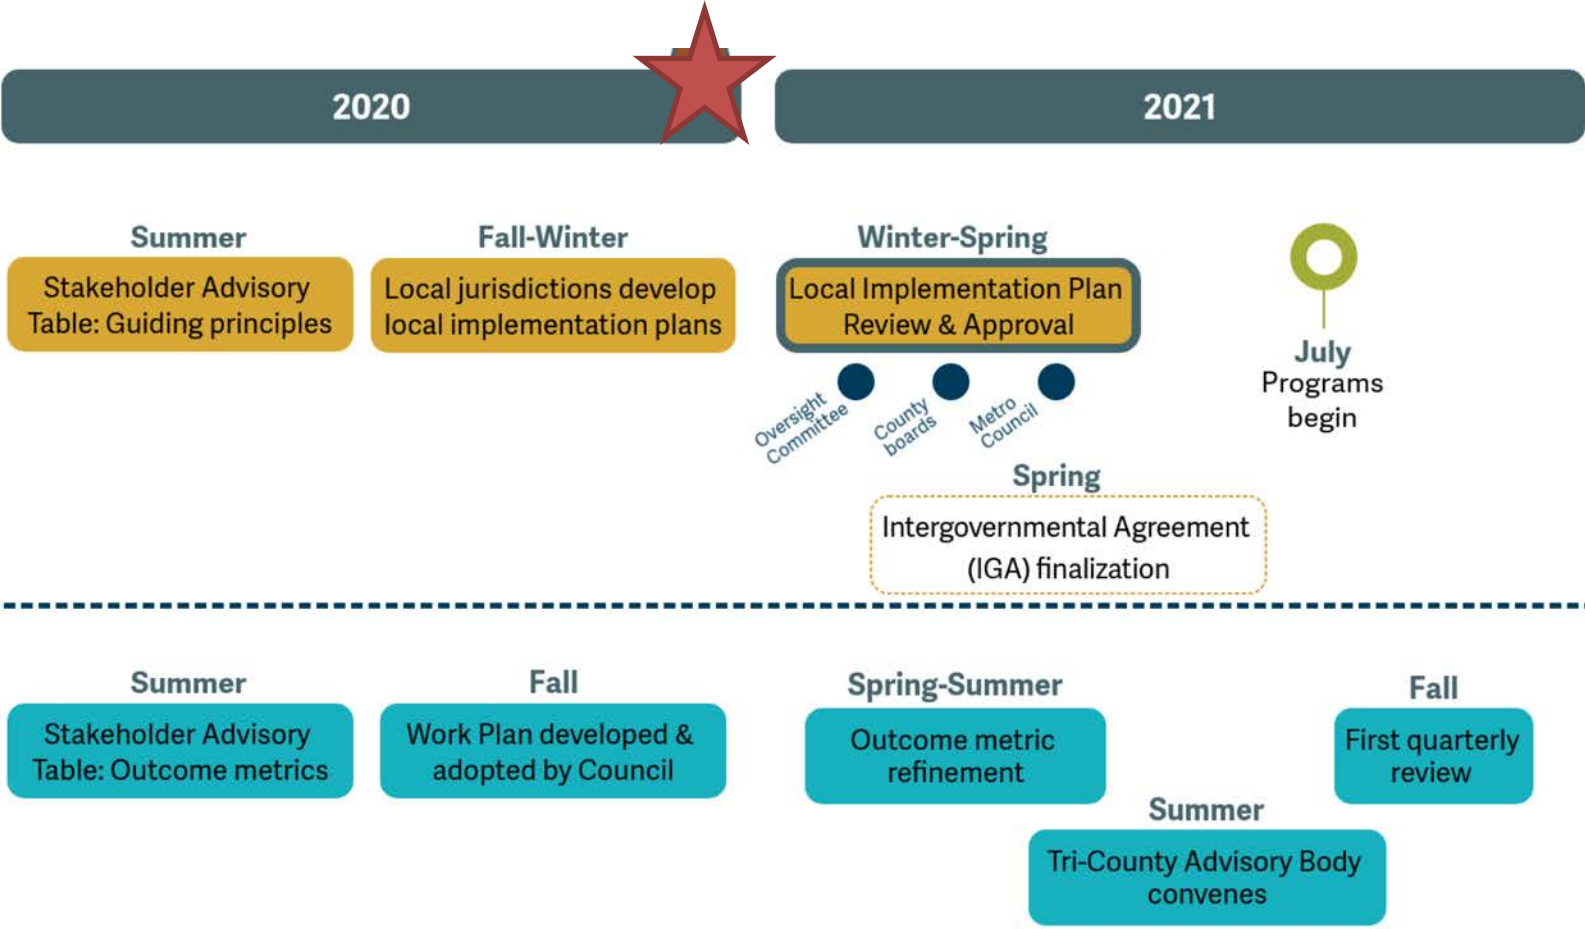 2020
2021
Summer
Stakeholder Advisory
Table: Guiding principles
Fall-Winter
Local jurisdictions develop
local implementation plans
Winter-Spring
Local Implementation Plan
Review & Approval
Oversight
Committee
County
boards
Metro
Council
July
Programs
begin
Spring
Intergovernmental Agreement
(IGA) finalization
Summer
Stakeholder Advisory
Table: Outcome metrics
Fall
Work Plan developed &
adopted by Council
Spring-Summer
Outcome metric
refinement
Summer
Tri-County Advisory Body
convenes
Fall
First quarterly
review